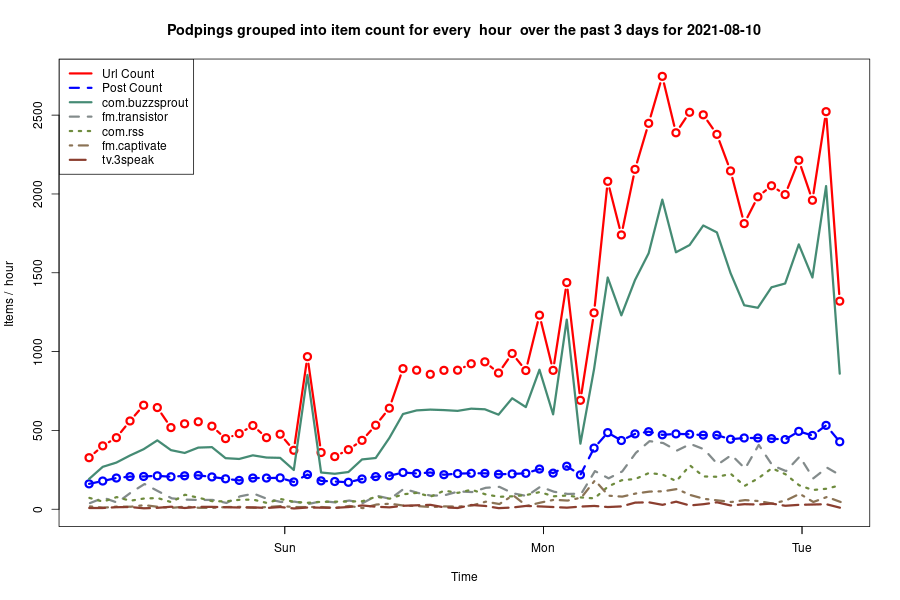 Podpings grouped into item count for every  hour  over the past 3 days for 2021-08-10
Url Count
Post Count
com.buzzsprout
fm.transistor
com.rss
fm.captivate
tv.3speak
Items /  hour
2500
2000
1500
1000
500
0
Sun
Mon
Tue
Time